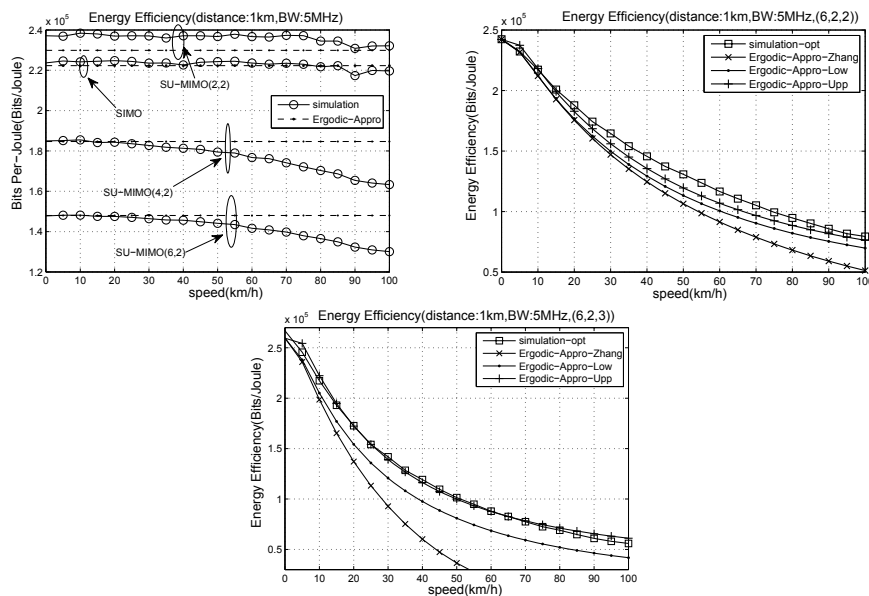 Energy Efficiency(distance:1km,BW:5MHz)
x 10^5
2.4
2.2
2
1.8
1.6
1.4
1.2
Bits Per-Joule(Bits/Joule)
SU-MIMO(2,2)
SIMO
simulation
Ergodic-Appro
SU-MIMO(4,2)
SU-MIMO(6,2)
0 10 20 30 40 50 60 70 80 90 100
speed(km/h)
Energy Efficiency(distance:1km,BW:5MHz,(6,2,2))
x 10^5
2.5
2
1.5
1
0.5
Energy Efficiency(Bits/Joule)
simulation-opt
Ergodic-Appro-Zhang
Ergodic-Appro-Low
Ergodic-Appro-Upp
0 10 20 30 40 50 60 70 80 90 100
speed(km/h)
Energy Efficiency(distance:1km,BW:5MHz,(6,2,3))
x 10^5
2.5
2
1.5
1
0.5
Energy Efficiency(Bits/Joule)
simulation-opt
Ergodic-Appro-Zhang
Ergodic-Appro-Low
Ergodic-Appro-Upp
0 10 20 30 40 50 60 70 80 90 100
speed(km/h)